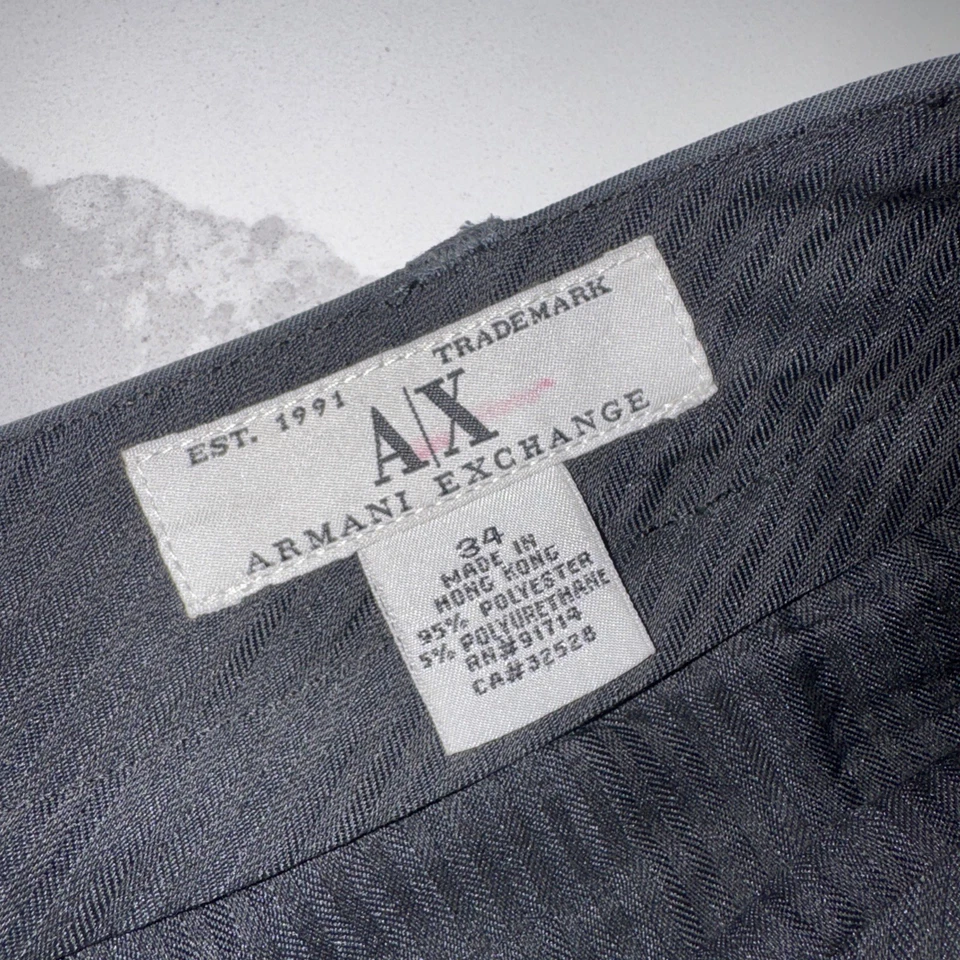 EST. 1991 TRADEMARK
A|X
ARMANI EXCHANGE
34
MADE IN
HONG KONG
95% POLYESTER
5% POLYURETHANE
RN#91714
CA#32528